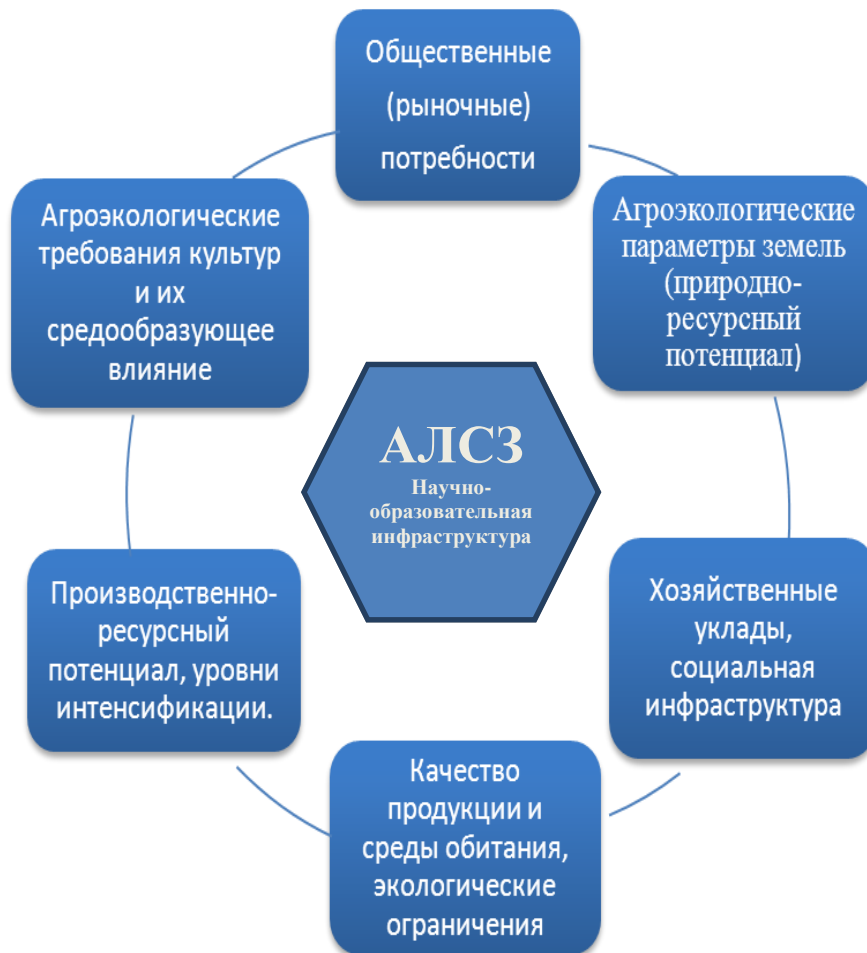 Общественные
(рыночные)
потребности
Агроэкологические
параметры земель
(природно-
ресурсный
потенциал)
Хозяйственные
уклады,
социальная
инфраструктура
Качество
продукции и
среды обитания,
экологические
ограничения
Производственно-
ресурсный
потенциал, уровни
интенсификации.
Агроэкологические
требования культур
и их
средообразующее
влияние
АЛСЗ
Научно-
образовательная
инфраструктура